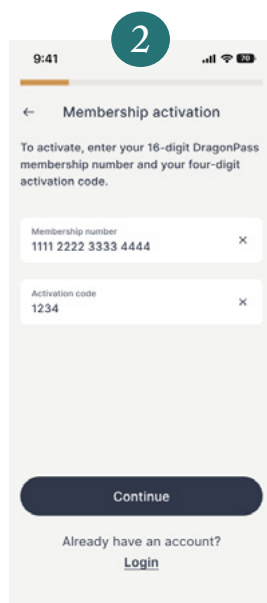 2
9:41
70
← Membership activation
To activate, enter your 16-digit DragonPass
membership number and your four-digit
activation code.
Membership number
1111 2222 3333 4444
Activation code
1234
Continue
Already have an account?
Login